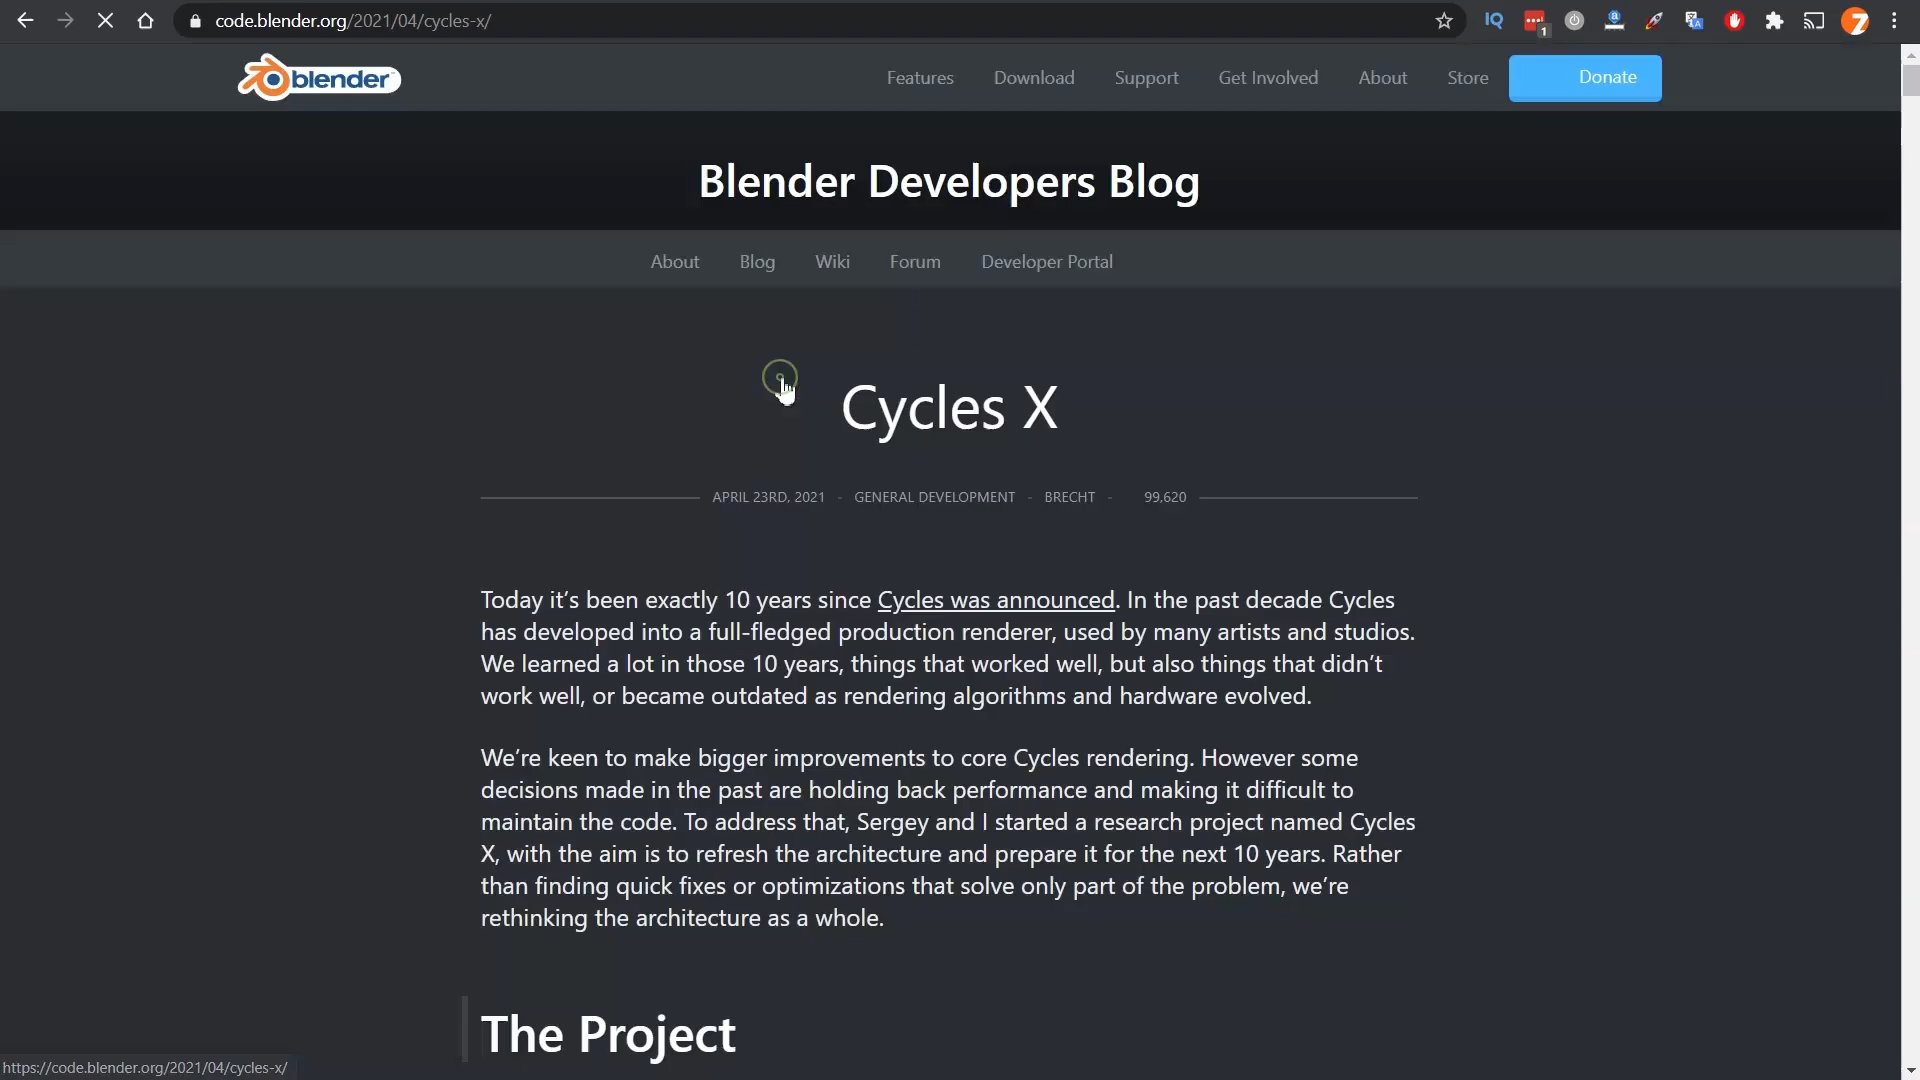 code.blender.org/2021/04/cycles-x/
IQ
1
blender
Features Download Support Get Involved About Store Donate
Blender Developers Blog
About Blog Wiki Forum Developer Portal
Cycles X
APRIL 23RD, 2021 - GENERAL DEVELOPMENT - BRECHT - 99,620
Today it’s been exactly 10 years since Cycles was announced. In the past decade Cycles
has developed into a full-fledged production renderer, used by many artists and studios.
We learned a lot in those 10 years, things that worked well, but also things that didn’t
work well, or became outdated as rendering algorithms and hardware evolved.
We’re keen to make bigger improvements to core Cycles rendering. However some
decisions made in the past are holding back performance and making it difficult to
maintain the code. To address that, Sergey and I started a research project named Cycles
X, with the aim is to refresh the architecture and prepare it for the next 10 years. Rather
than finding quick fixes or optimizations that solve only part of the problem, we’re
rethinking the architecture as a whole.
The Project
https://code.blender.org/2021/04/cycles-x/